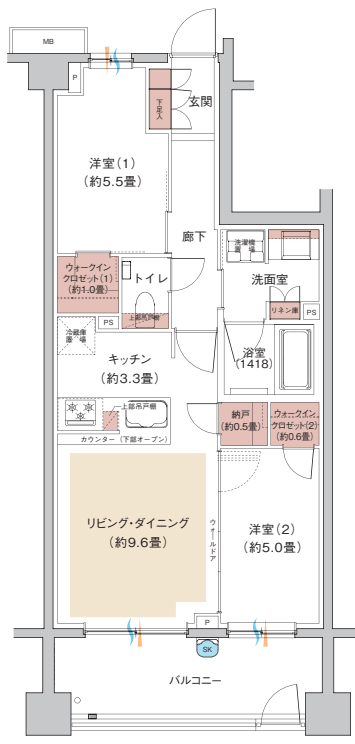 MB
P
下足入
玄関
洋室(1)
(約5.5畳)
廊下
洗濯機
置場
洗面室
ウォークイン
クロゼット(1)
(約1.0畳)
トイレ
上部吊戸棚
リネン庫
PS
PS
冷蔵庫
置場
浴室
(1418)
キッチン
(約3.3畳)
上部吊戸棚
カウンター(下部オープン)
納戸
(約0.5畳)
ウォークイン
クロゼット(2)
(約0.6畳)
リビング・ダイニング
(約9.6畳)
ウォールドア
洋室(2)
(約5.0畳)
P
SK
バルコニー